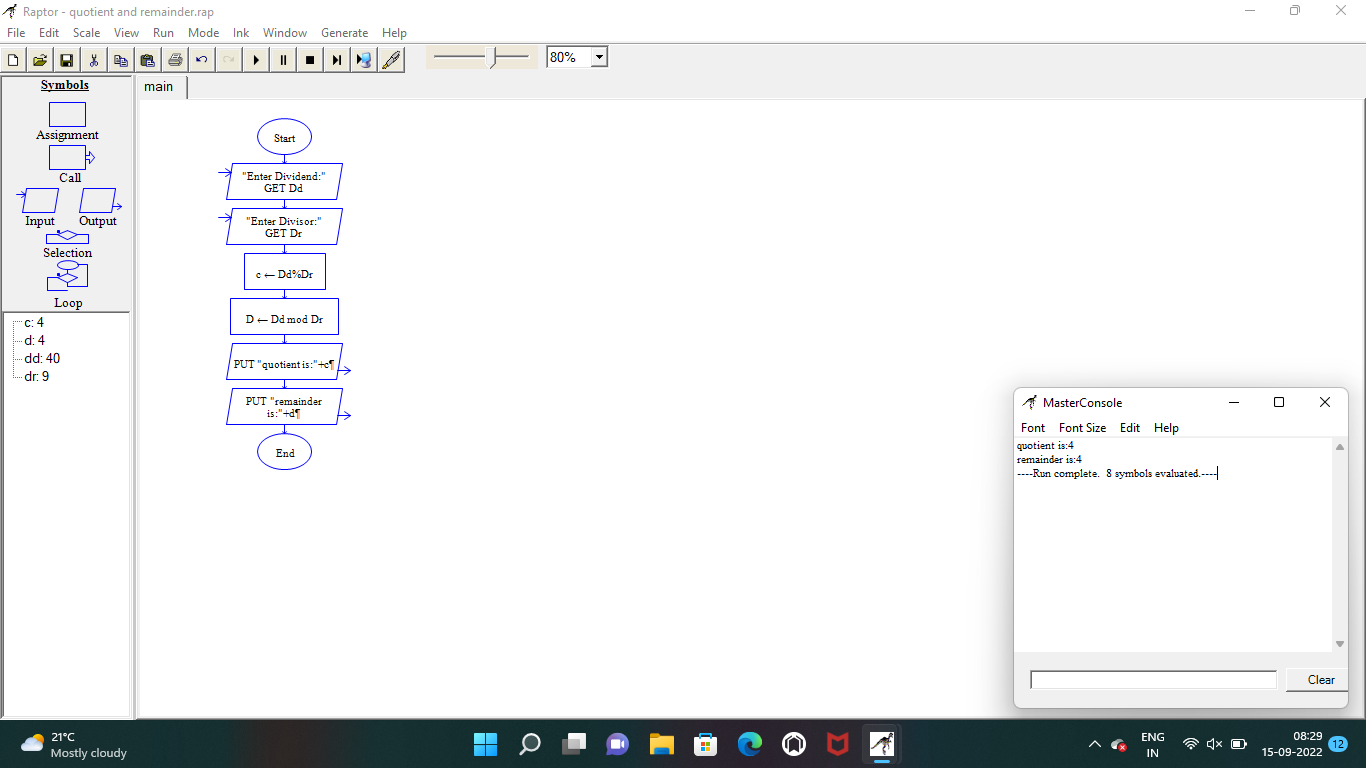 Raptor - quotient and remainder.rap
File Edit Scale View Run Mode Ink Window Generate Help
80%
Symbols
Assignment
Call
Input Output
Selection
Loop
c: 4
d: 4
dd: 40
dr: 9
main
Start
"Enter Dividend:"
GET Dd
"Enter Divisor:"
GET Dr
c ← Dd%Dr
D ← Dd mod Dr
PUT "quotient is:"+c¶
PUT "remainder
is:"+d¶
End
MasterConsole
Font Font Size Edit Help
quotient is:4
remainder is:4
----Run complete. 8 symbols evaluated.----
Clear
21°C
Mostly cloudy
ENG
IN
08:29
15-09-2022
12